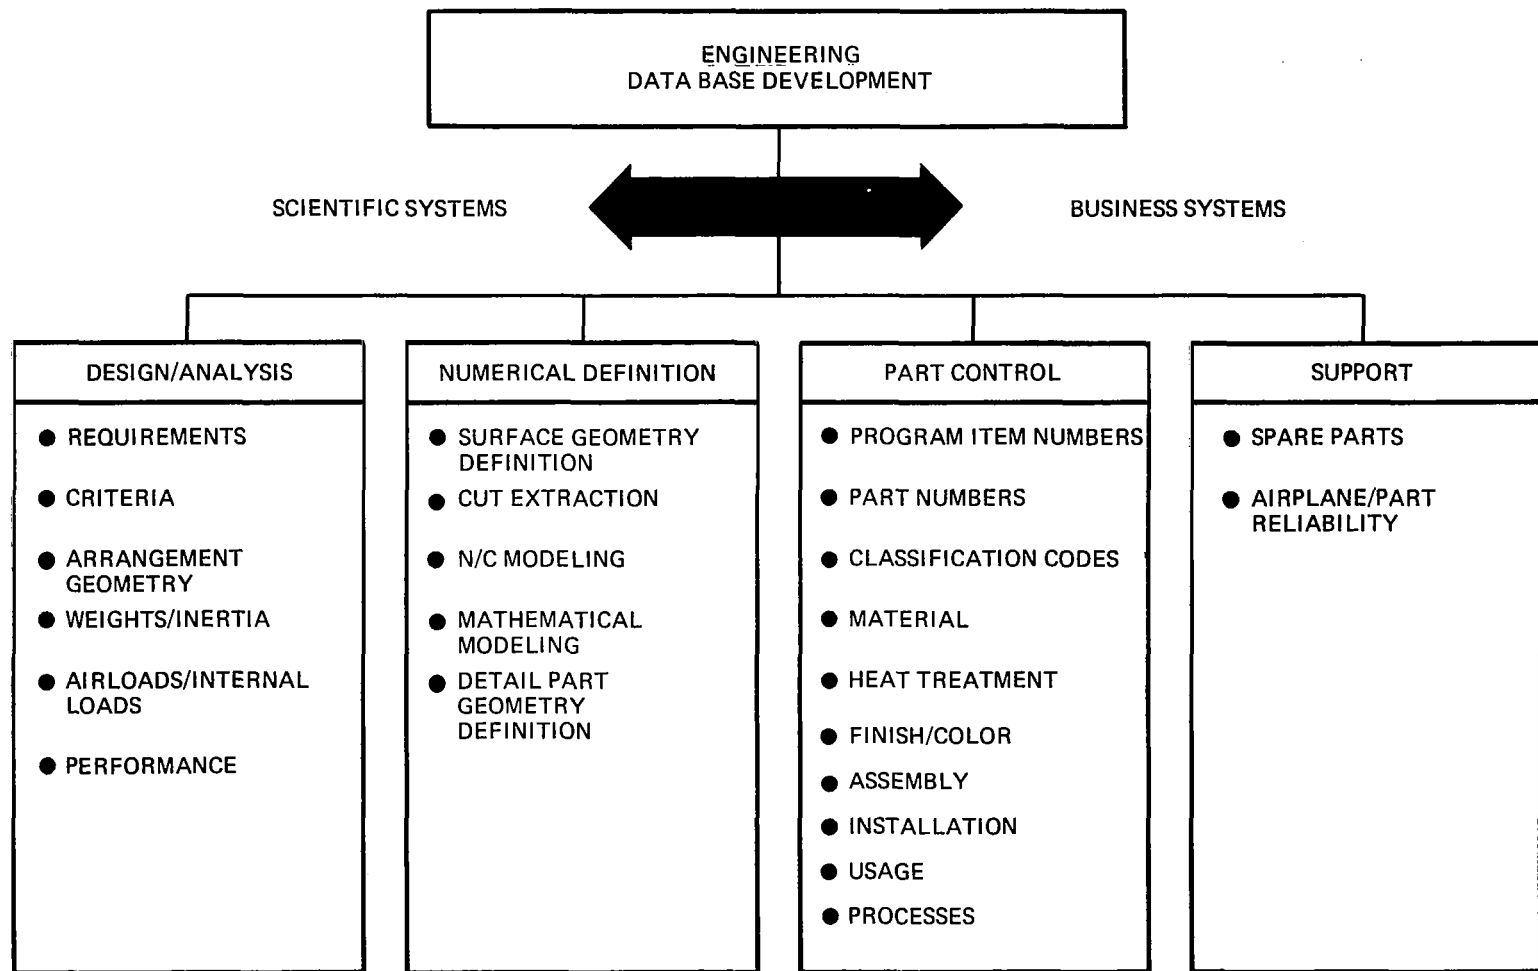 ENGINEERING
DATA BASE DEVELOPMENT
SCIENTIFIC SYSTEMS
BUSINESS SYSTEMS
DESIGN/ANALYSIS
● REQUIREMENTS
● CRITERIA
● ARRANGEMENT
GEOMETRY
● WEIGHTS/INERTIA
● AIRLOADS/INTERNAL
LOADS
● PERFORMANCE
NUMERICAL DEFINITION
● SURFACE GEOMETRY
DEFINITION
● CUT EXTRACTION
● N/C MODELING
● MATHEMATICAL
MODELING
● DETAIL PART
GEOMETRY
DEFINITION
PART CONTROL
● PROGRAM ITEM NUMBERS
● PART NUMBERS
● CLASSIFICATION CODES
● MATERIAL
● HEAT TREATMENT
● FINISH/COLOR
● ASSEMBLY
● INSTALLATION
● USAGE
● PROCESSES
SUPPORT
● SPARE PARTS
● AIRPLANE/PART
RELIABILITY